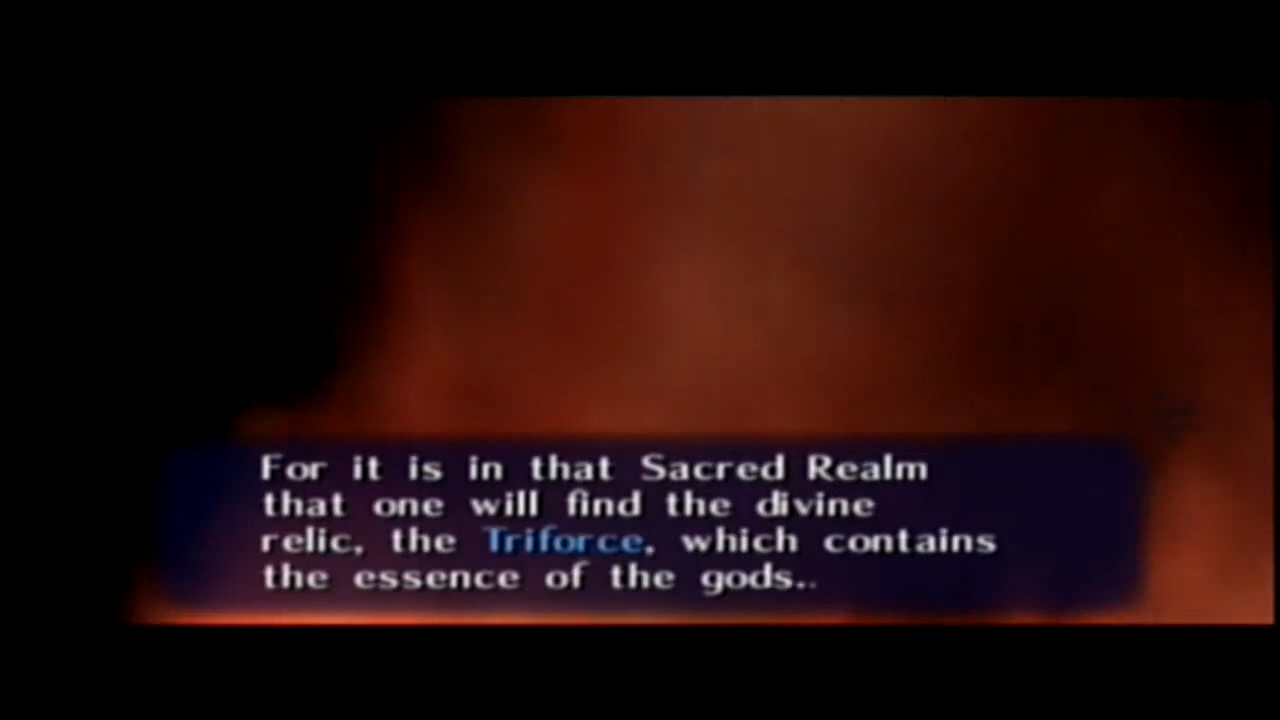 For it is in that Sacred Realm
that one will find the divine
relic, the Triforce, which contains
the essence of the gods..